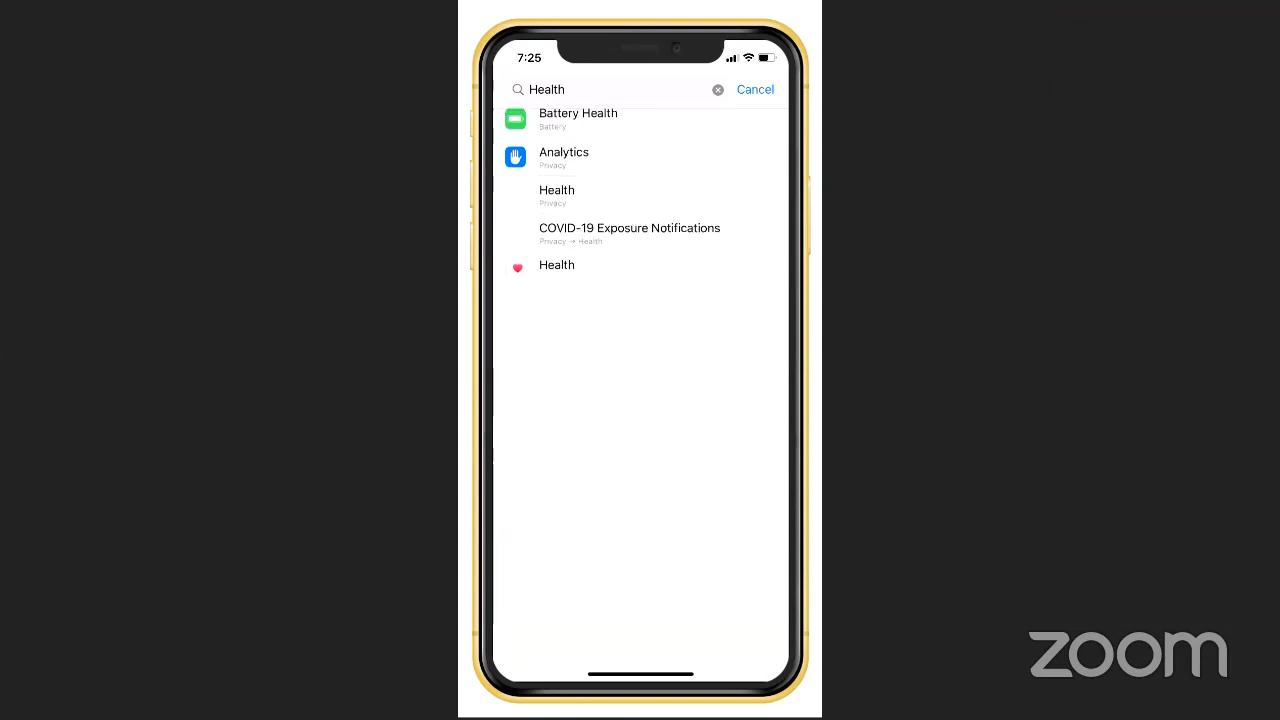 7:25
Health
Cancel
Battery Health
Battery
Analytics
Privacy
Health
Privacy
COVID-19 Exposure Notifications
Privacy → Health
Health
zoom